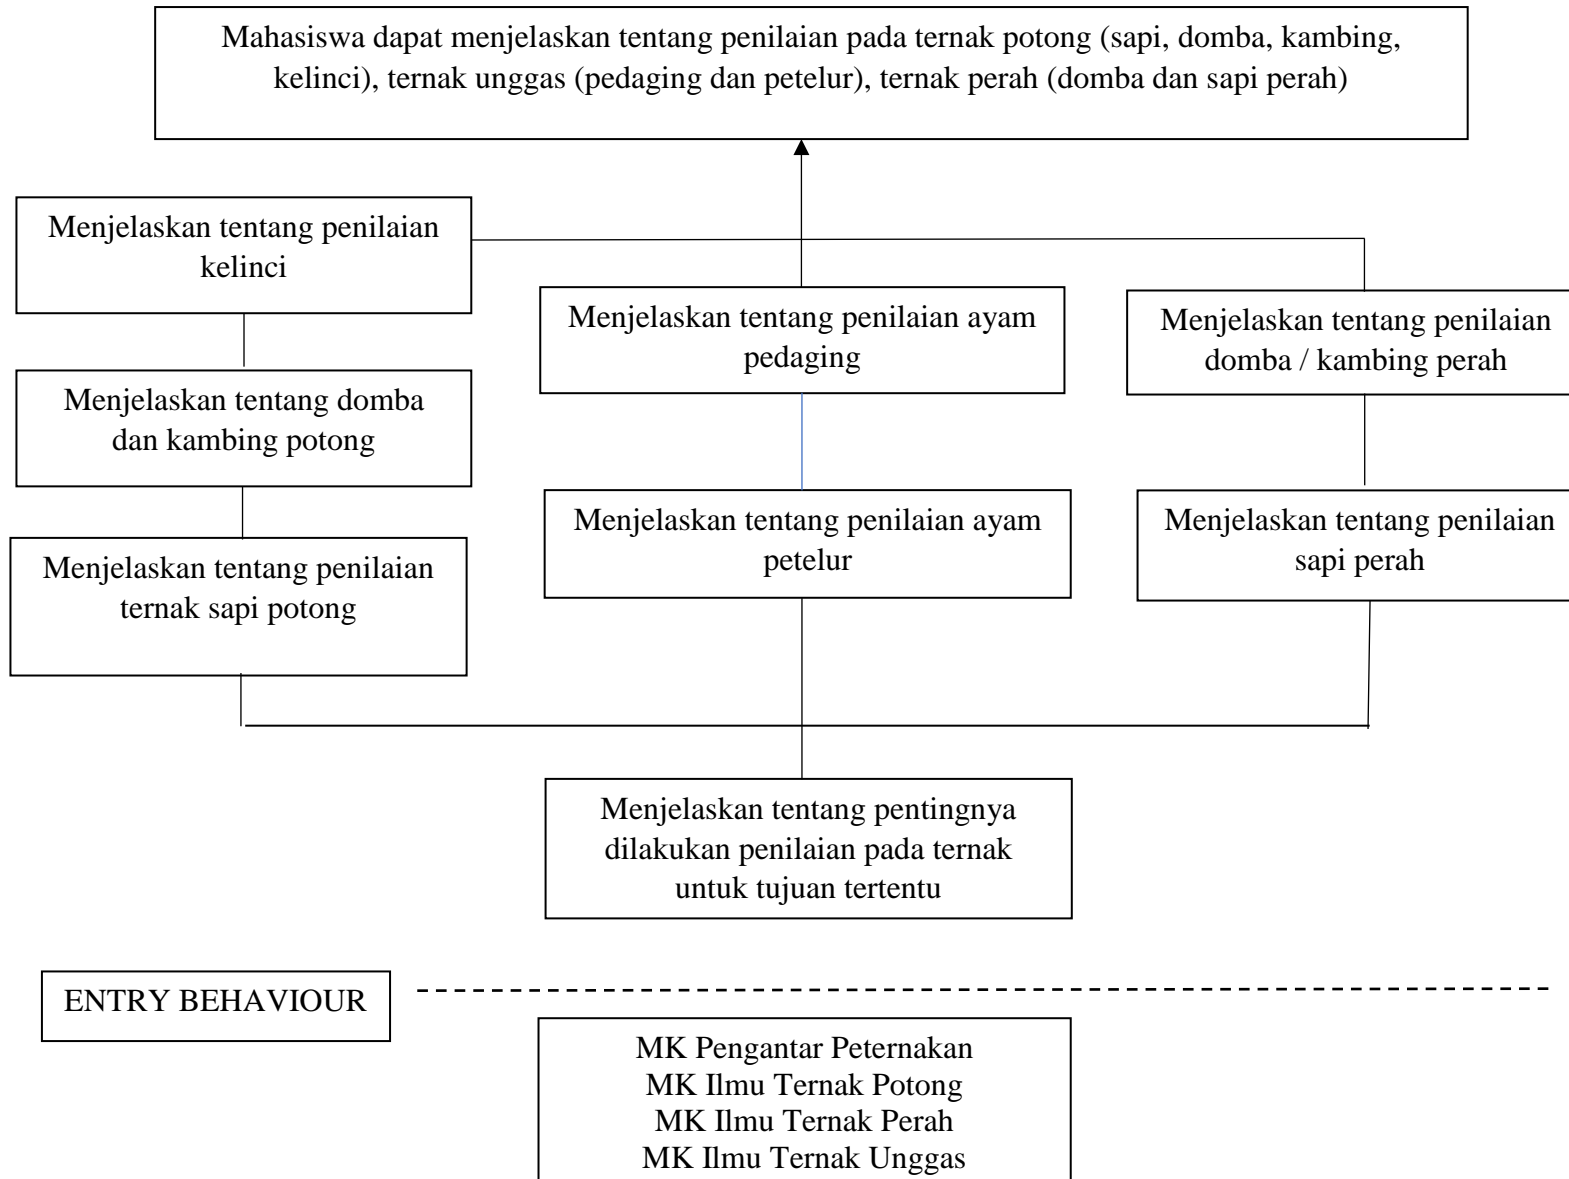 Mahasiswa dapat menjelaskan tentang penilaian pada ternak potong (sapi, domba, kambing,
kelinci), ternak unggas (pedaging dan petelur), ternak perah (domba dan sapi perah)
Menjelaskan tentang penilaian
kelinci
Menjelaskan tentang penilaian ayam
pedaging
Menjelaskan tentang penilaian
domba / kambing perah
Menjelaskan tentang domba
dan kambing potong
Menjelaskan tentang penilaian ayam
petelur
Menjelaskan tentang penilaian
sapi perah
Menjelaskan tentang penilaian
ternak sapi potong
Menjelaskan tentang pentingnya
dilakukan penilaian pada ternak
untuk tujuan tertentu
ENTRY BEHAVIOUR
MK Pengantar Peternakan
MK Ilmu Ternak Potong
MK Ilmu Ternak Perah
MK Ilmu Ternak Unggas